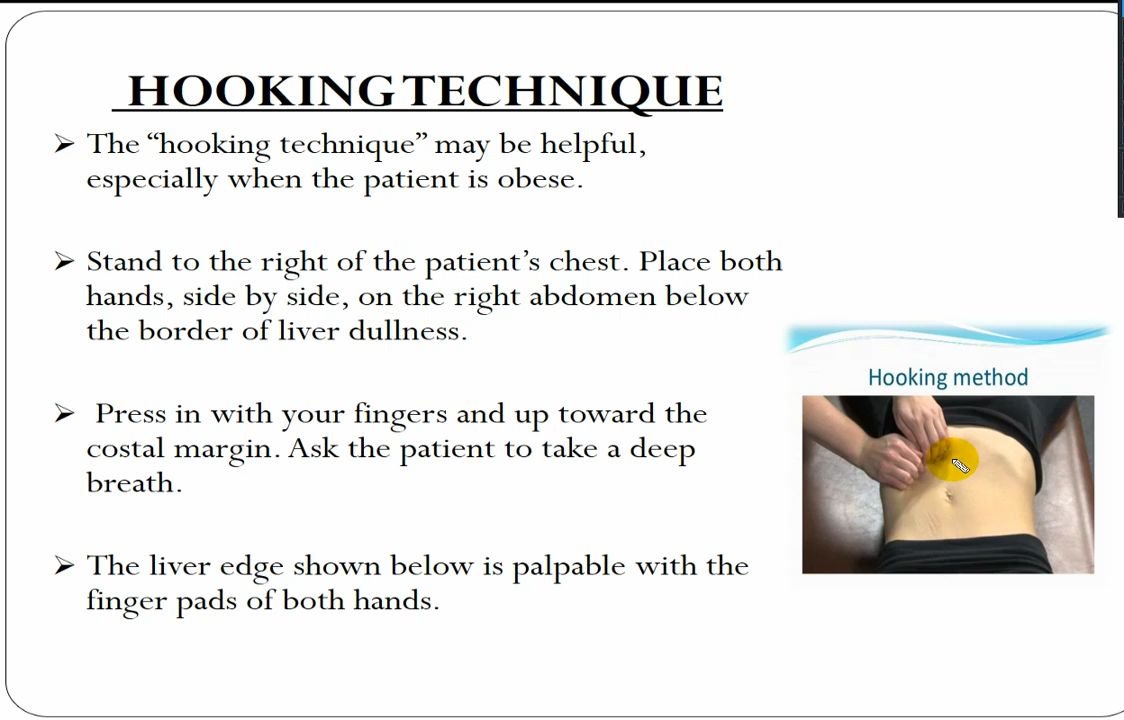 HOOKING TECHNIQUE
➢ The “hooking technique” may be helpful,
especially when the patient is obese.
➢ Stand to the right of the patient’s chest. Place both
hands, side by side, on the right abdomen below
the border of liver dullness.
➢ Press in with your fingers and up toward the
costal margin. Ask the patient to take a deep
breath.
➢ The liver edge shown below is palpable with the
finger pads of both hands.
Hooking method